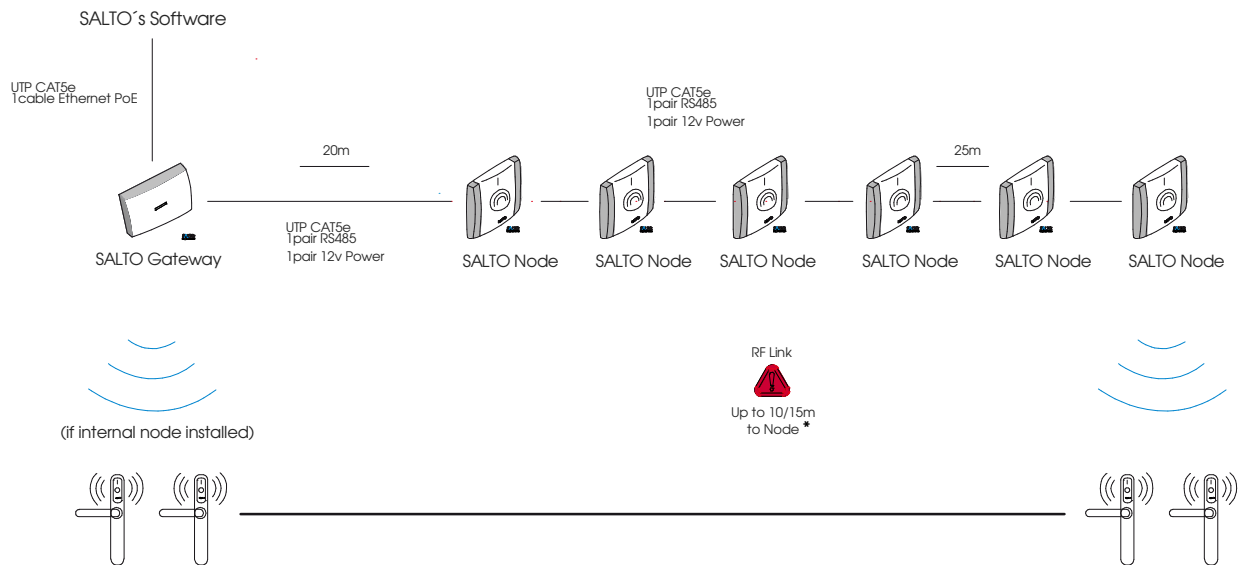 SALTO´s Software
UTP CAT5e
1cable Ethernet PoE
UTP CAT5e
1pair RS485
1pair 12v Power
20m
25m
UTP CAT5e
1pair RS485
1pair 12v Power
SALTO Gateway
SALTO Node
SALTO Node
SALTO Node
SALTO Node
SALTO Node
SALTO Node
RF Link
Up to 10/15m
to Node *
(if internal node installed)